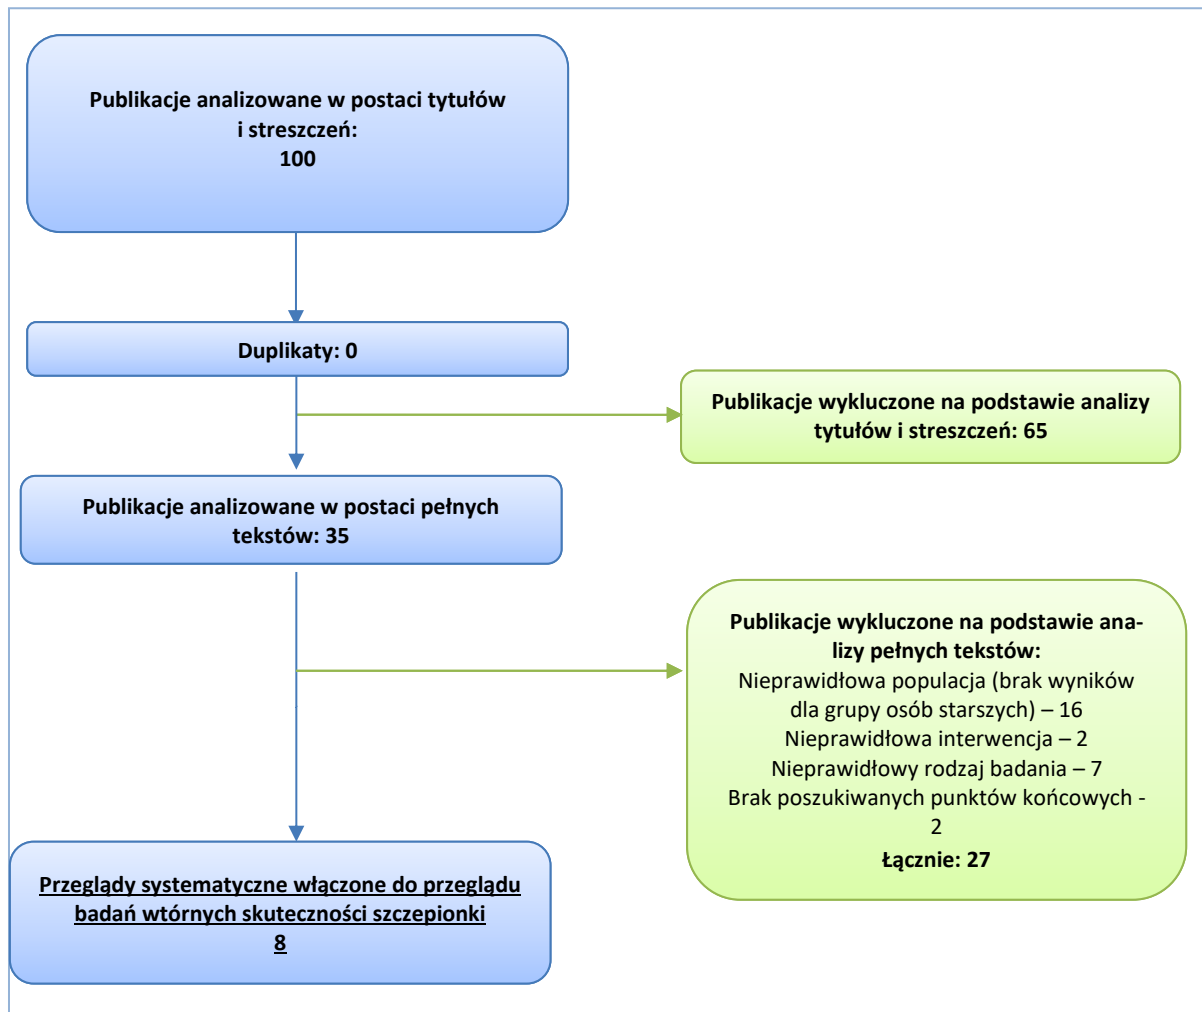 Publikacje analizowane w postaci tytułów
i streszczeń:
100
Duplikaty: 0
Publikacje wykluczone na podstawie analizy
tytułów i streszczeń: 65
Publikacje analizowane w postaci pełnych
tekstów: 35
Publikacje wykluczone na podstawie ana-
lizy pełnych tekstów:
Nieprawidłowa populacja (brak wyników
dla grupy osób starszych) – 16
Nieprawidłowa interwencja – 2
Nieprawidłowy rodzaj badania – 7
Brak poszukiwanych punktów końcowych -
2
Łącznie: 27
Przeglądy systematyczne włączone do przeglądu
badań wtórnych skuteczności szczepionki
8